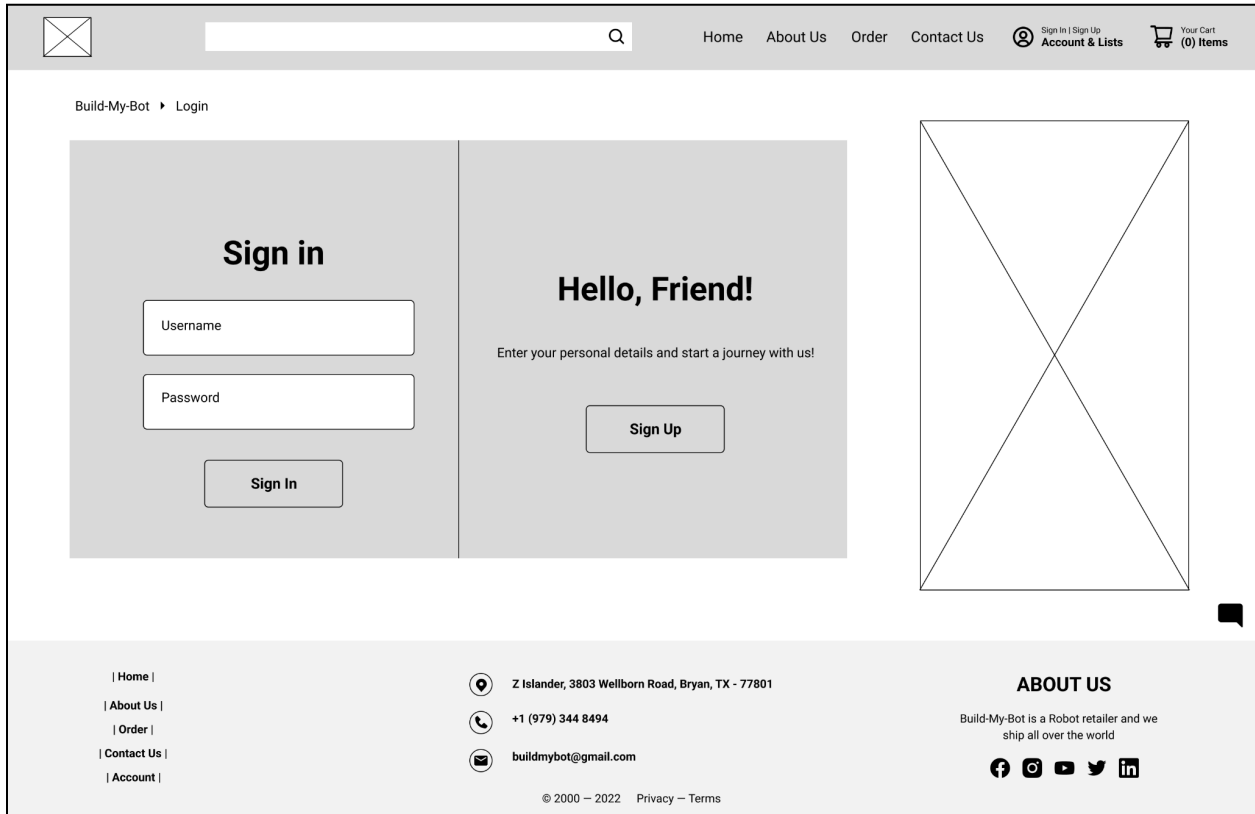 Home About Us Order Contact Us
Sign In | Sign Up
Account & Lists
Your Cart
(0) Items
Build-My-Bot Login
Sign in
Username
Password
Sign In
Hello, Friend!
Enter your personal details and start a journey with us!
Sign Up
| Home |
| About Us |
| Order |
| Contact Us |
| Account |
Z Islander, 3803 Wellborn Road, Bryan, TX - 77801
+1 (979) 344 8494
buildmybot@gmail.com
ABOUT US
Build-My-Bot is a Robot retailer and we
ship all over the world
© 2000 — 2022 Privacy — Terms